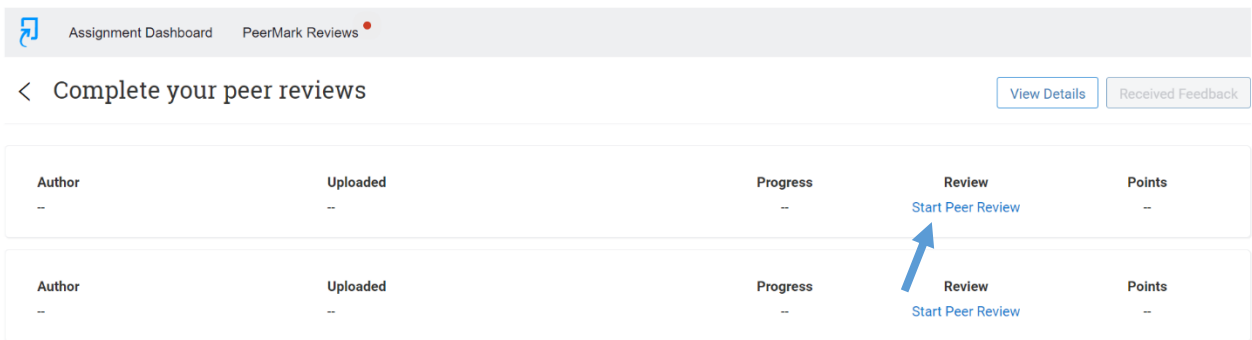 Assignment Dashboard PeerMark Reviews
Complete your peer reviews View Details Received Feedback
Author Uploaded Progress Review Points
-- -- -- Start Peer Review --
Author Uploaded Progress Review Points
-- -- -- Start Peer Review --